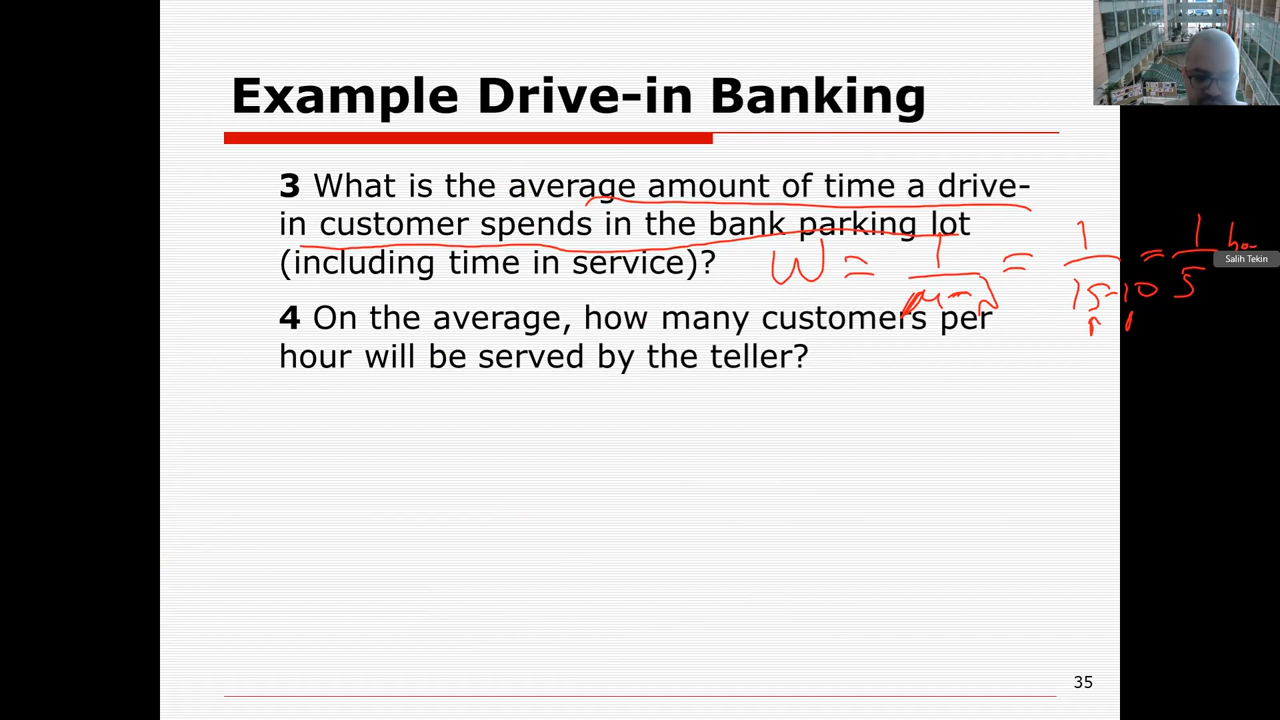 Example Drive-in Banking
3 What is the average amount of time a drive-
in customer spends in the bank parking lot
(including time in service)?
W = 1/(μ-λ) = 1/(15-10) = 1/5
Salih Tekin
4 On the average, how many customers per
hour will be served by the teller?
35